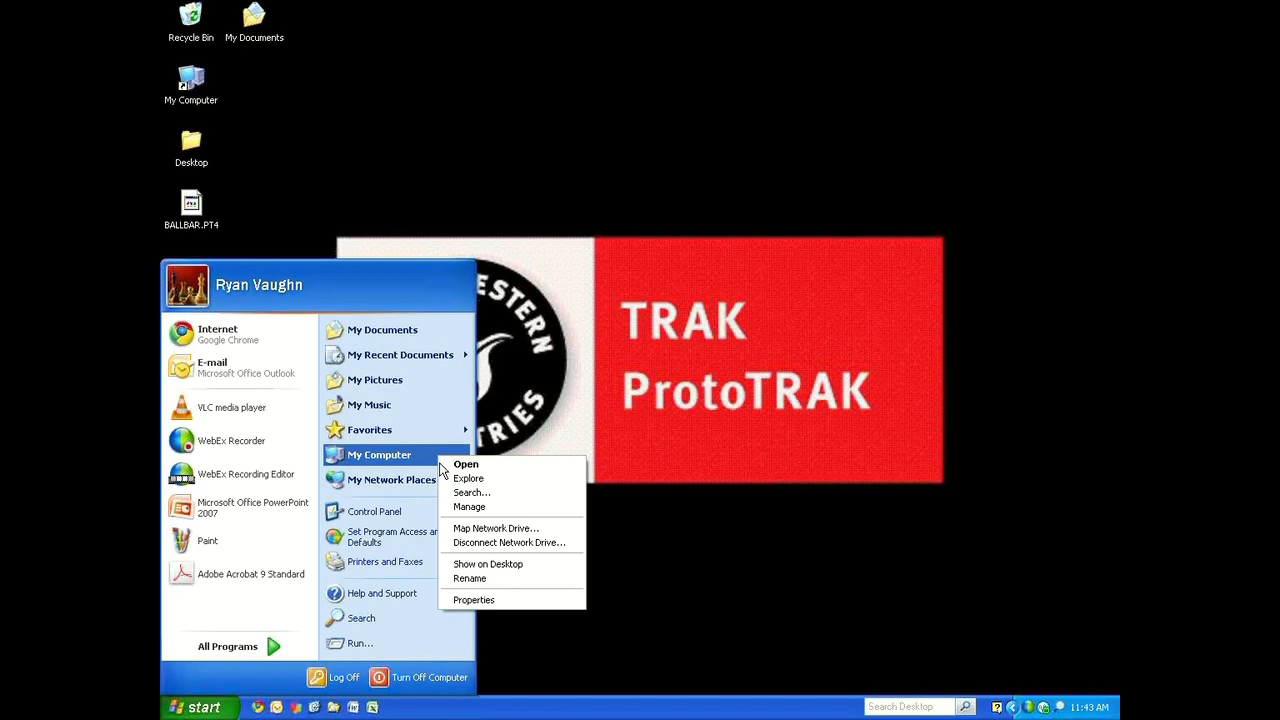 Recycle Bin
My Documents
My Computer
Desktop
BALLBAR.PT4
ESTERN
TRIES
TRAK
ProtoTRAK
Ryan Vaughn
Internet
Google Chrome
E-mail
Microsoft Office Outlook
VLC media player
WebEx Recorder
WebEx Recording Editor
Microsoft Office PowerPoint
2007
Paint
Adobe Acrobat 9 Standard
All Programs
My Documents
My Recent Documents
My Pictures
My Music
Favorites
My Computer
My Network Places
Control Panel
Set Program Access an
Defaults
Printers and Faxes
Help and Support
Search
Run...
Open
Explore
Search...
Manage
Map Network Drive...
Disconnect Network Drive...
Show on Desktop
Rename
Properties
Log Off
Turn Off Computer
start
Search Desktop
11:43 AM